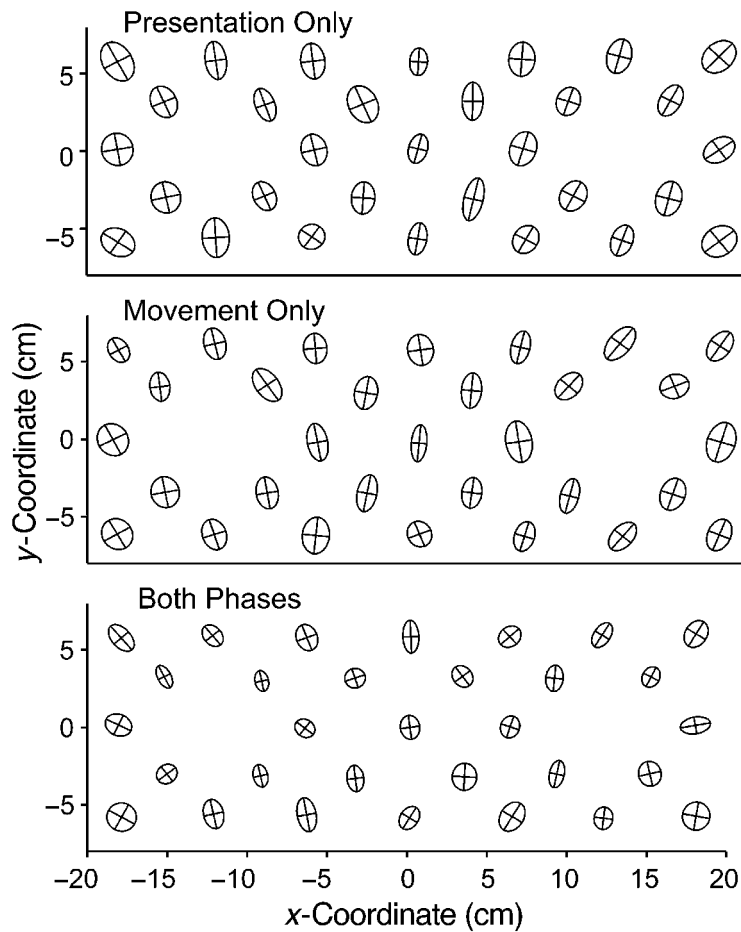 Presentation Only
5
0
−5
Movement Only
5
0
−5
y-Coordinate (cm)
Both Phases
5
0
−5
−20 −15 −10 −5 0 5 10 15 20
x-Coordinate (cm)